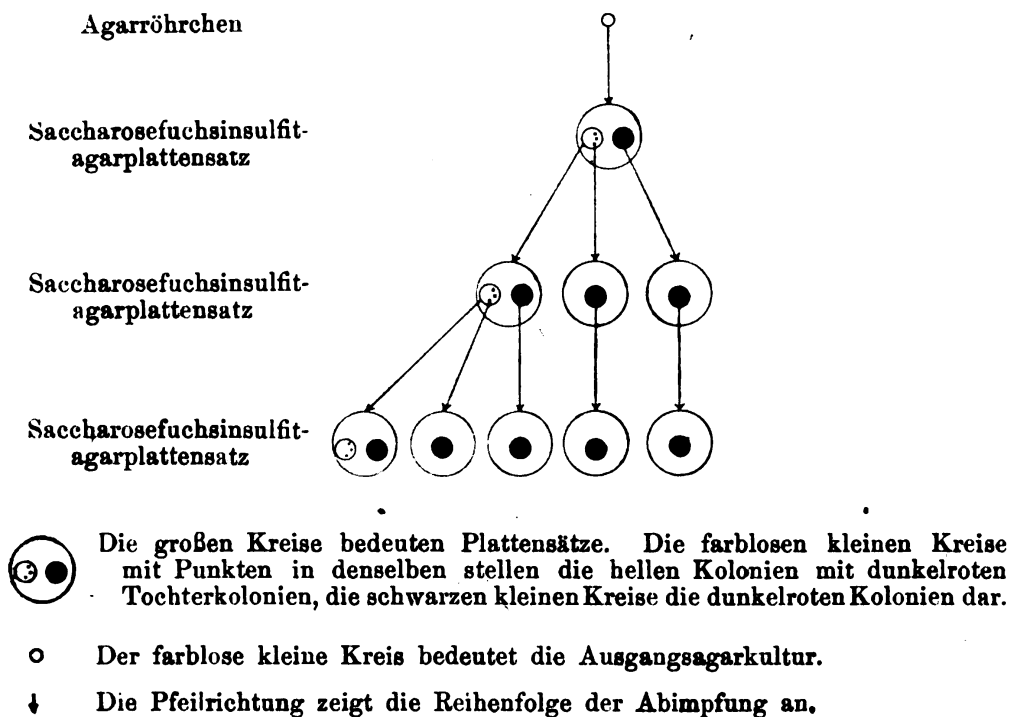 Agarröhrchen
Saccharosefuchsinsulfit-
agarplattensatz
Saccharosefuchsinsulfit-
agarplattensatz
Saccharosefuchsinsulfit-
agarplattensatz
Die großen Kreise bedeuten Plattensätze. Die farblosen kleinen Kreise
mit Punkten in denselben stellen die hellen Kolonien mit dunkelroten
Tochterkolonien, die schwarzen kleinen Kreise die dunkelroten Kolonien dar.
Der farblose kleine Kreis bedeutet die Ausgangsagarkultur.
Die Pfeilrichtung zeigt die Reihenfolge der Abimpfung an.